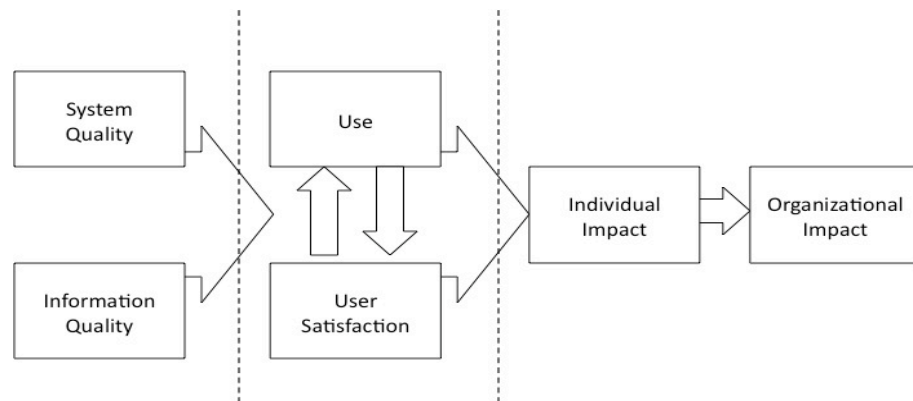 System
Quality
Information
Quality
Use
User
Satisfaction
Individual
Impact
Organizational
Impact